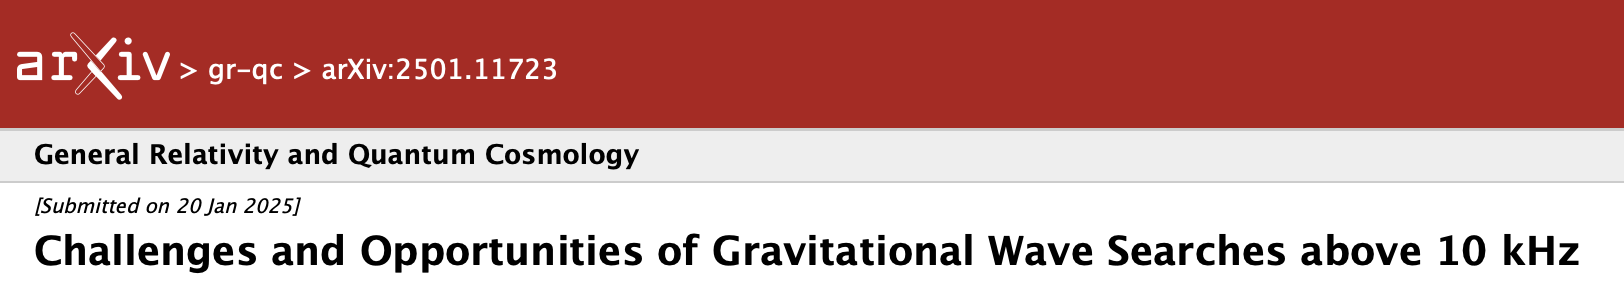 arXiv > gr-qc > arXiv:2501.11723
General Relativity and Quantum Cosmology
[Submitted on 20 Jan 2025]
Challenges and Opportunities of Gravitational Wave Searches above 10 kHz